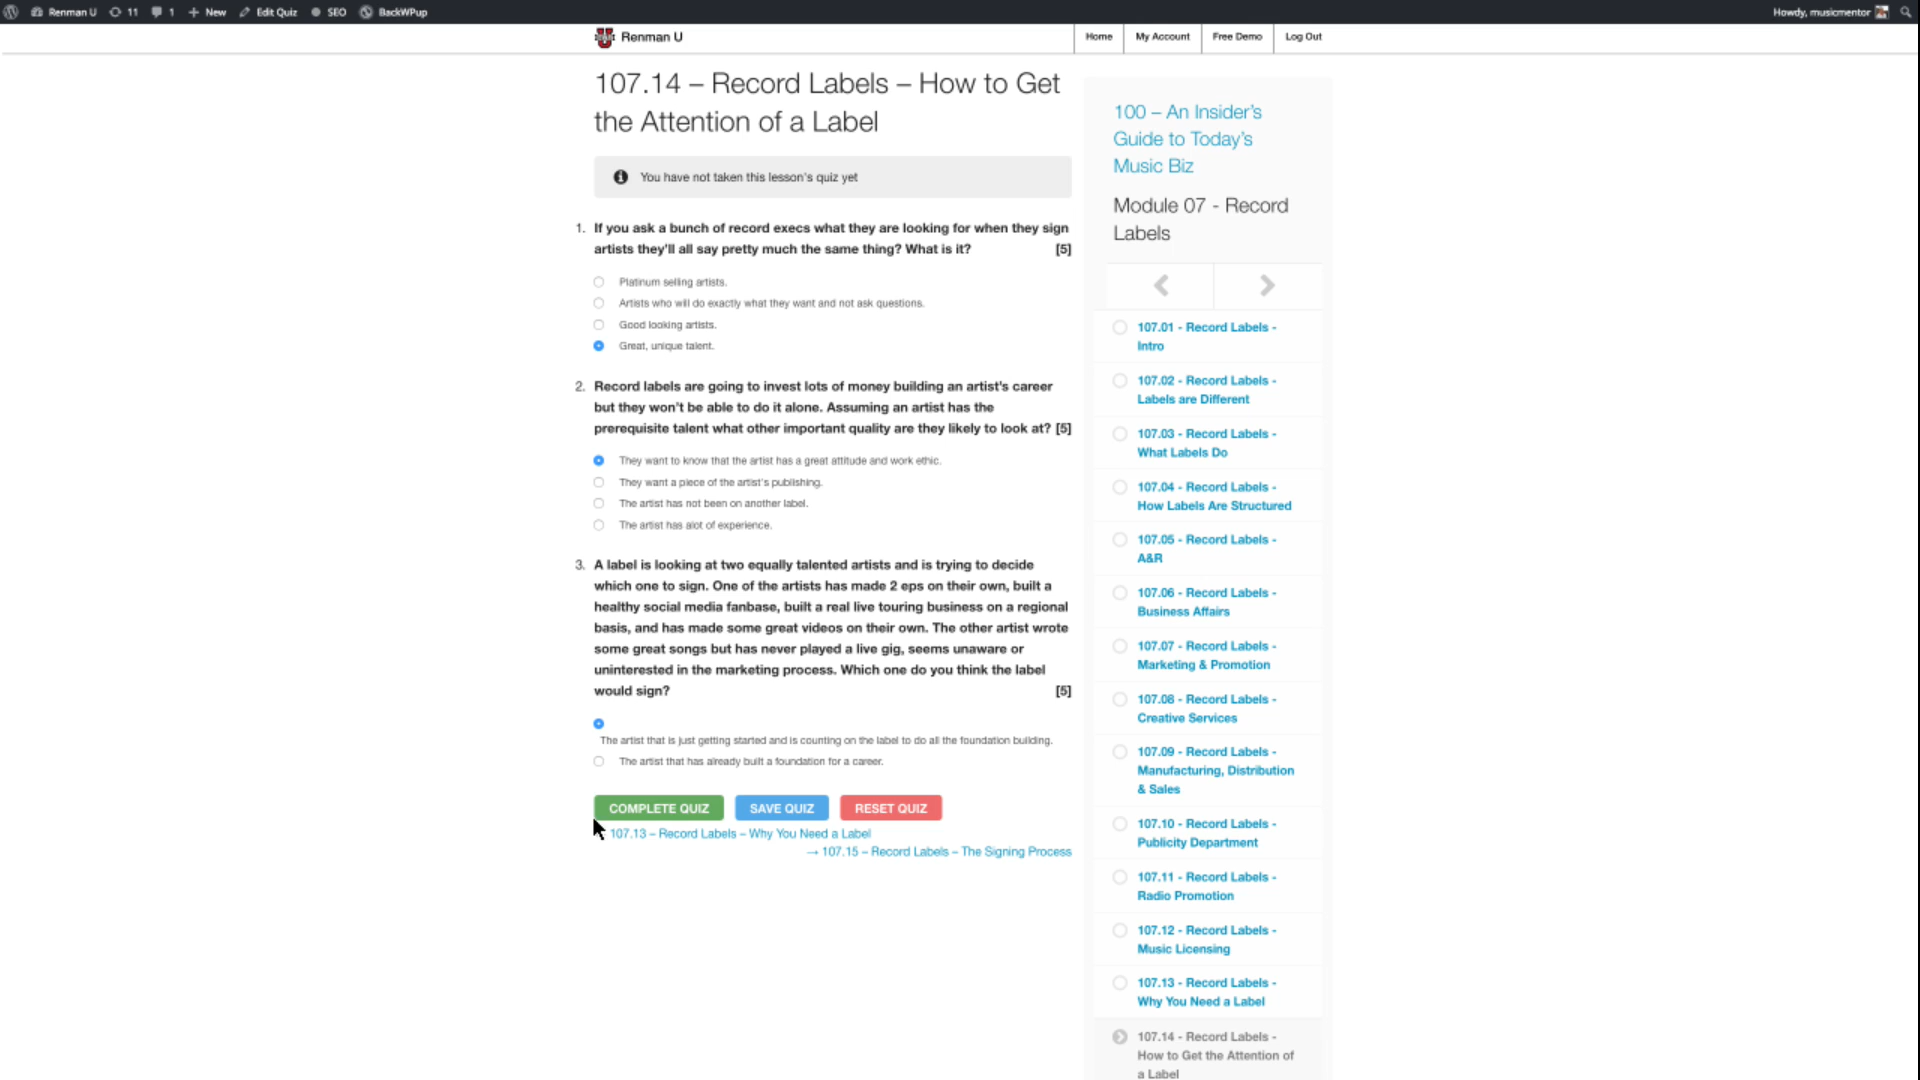 Renman U 11 1 New Edit Quiz SEO BackWPup Howdy, musicmentor
Renman U
Home My Account Free Demo Log Out
107.14 – Record Labels – How to Get
the Attention of a Label
You have not taken this lesson's quiz yet
1. If you ask a bunch of record execs what they are looking for when they sign
artists they'll all say pretty much the same thing? What is it? [5]
Platinum selling artists.
Artists who will do exactly what they want and not ask questions.
Good looking artists.
Great, unique talent.
2. Record labels are going to invest lots of money building an artist's career
but they won't be able to do it alone. Assuming an artist has the
prerequisite talent what other important quality are they likely to look at? [5]
They want to know that the artist has a great attitude and work ethic.
They want a piece of the artist's publishing.
The artist has not been on another label.
The artist has alot of experience.
3. A label is looking at two equally talented artists and is trying to decide
which one to sign. One of the artists has made 2 eps on their own, built a
healthy social media fanbase, built a real live touring business on a regional
basis, and has made some great videos on their own. The other artist wrote
some great songs but has never played a live gig, seems unaware or
uninterested in the marketing process. Which one do you think the label
would sign? [5]
The artist that is just getting started and is counting on the label to do all the foundation building.
The artist that has already built a foundation for a career.
COMPLETE QUIZ SAVE QUIZ RESET QUIZ
107.13 – Record Labels – Why You Need a Label
→ 107.15 – Record Labels – The Signing Process
100 – An Insider's
Guide to Today's
Music Biz
Module 07 - Record
Labels
107.01 - Record Labels -
Intro
107.02 - Record Labels -
Labels are Different
107.03 - Record Labels -
What Labels Do
107.04 - Record Labels -
How Labels Are Structured
107.05 - Record Labels -
A&R
107.06 - Record Labels -
Business Affairs
107.07 - Record Labels -
Marketing & Promotion
107.08 - Record Labels -
Creative Services
107.09 - Record Labels -
Manufacturing, Distribution
& Sales
107.10 - Record Labels -
Publicity Department
107.11 - Record Labels -
Radio Promotion
107.12 - Record Labels -
Music Licensing
107.13 - Record Labels -
Why You Need a Label
107.14 - Record Labels -
How to Get the Attention of
a Label